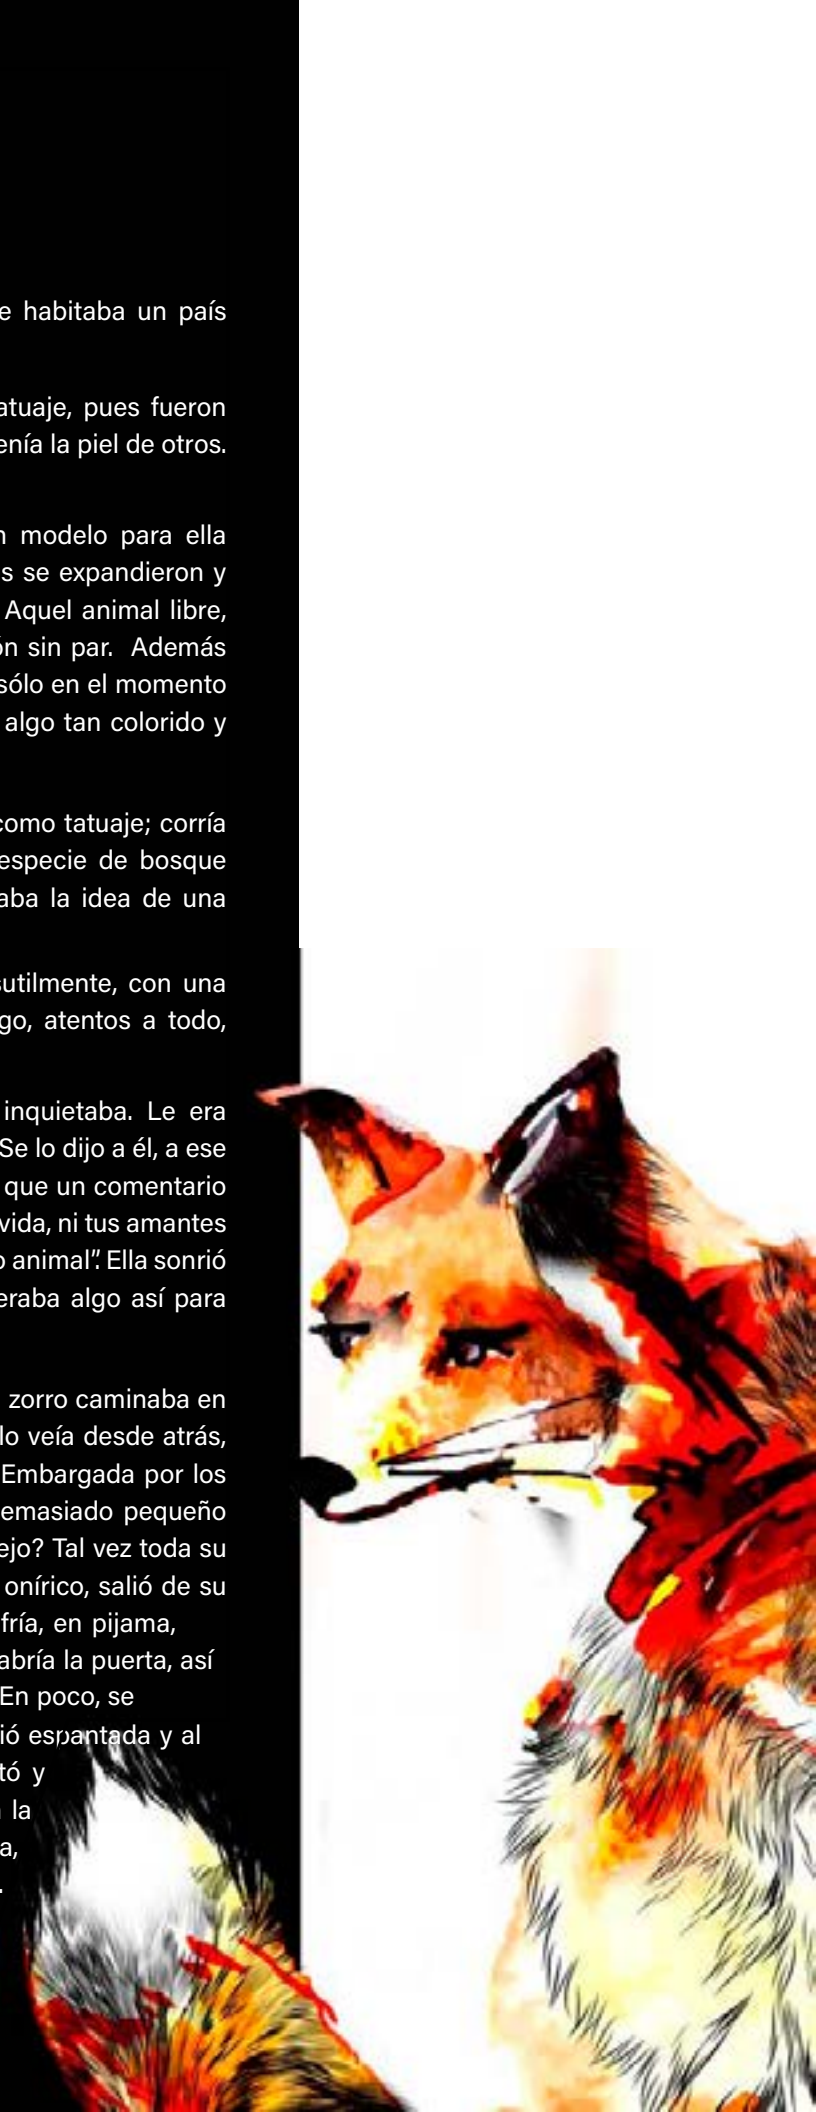 e habitaba un país
atuaje, pues fueron
enía la piel de otros.
n modelo para ella
s se expandieron y
Aquel animal libre,
ón sin par. Además
sólo en el momento
algo tan colorido y
como tatuaje; corría
especie de bosque
aba la idea de una
sutilmente, con una
go, atentos a todo,
inquietaba. Le era
Se lo dijo a él, a ese
que un comentario
vida, ni tus amantes
o animal”. Ella sonrió
eraba algo así para
zorro caminaba en
lo veía desde atrás,
Embargada por los
emasiado pequeño
ejo? Tal vez toda su
onírico, salió de su
fría, en pijama,
abría la puerta, así
En poco, se
ió espantada y al
tó y
la
a,
.